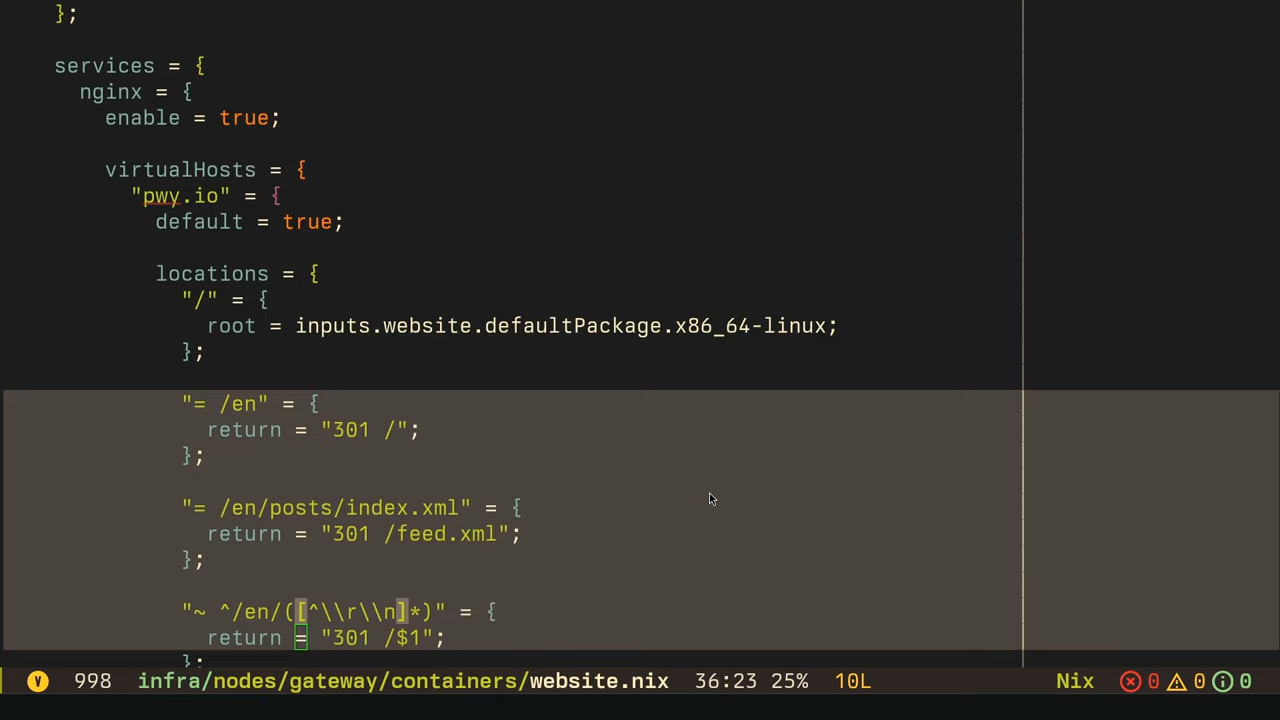 };
services = {
nginx = {
enable = true;
virtualHosts = {
"pwy.io" = {
default = true;
locations = {
"/" = {
root = inputs.website.defaultPackage.x86_64-linux;
};
"= /en" = {
return = "301 /";
};
"= /en/posts/index.xml" = {
return = "301 /feed.xml";
};
"~ ^/en/([^\\r\\n]*)" = {
return = "301 /$1";
};
V 998 infra/nodes/gateway/containers/website.nix 36:23 25% 10L Nix 0 0 0